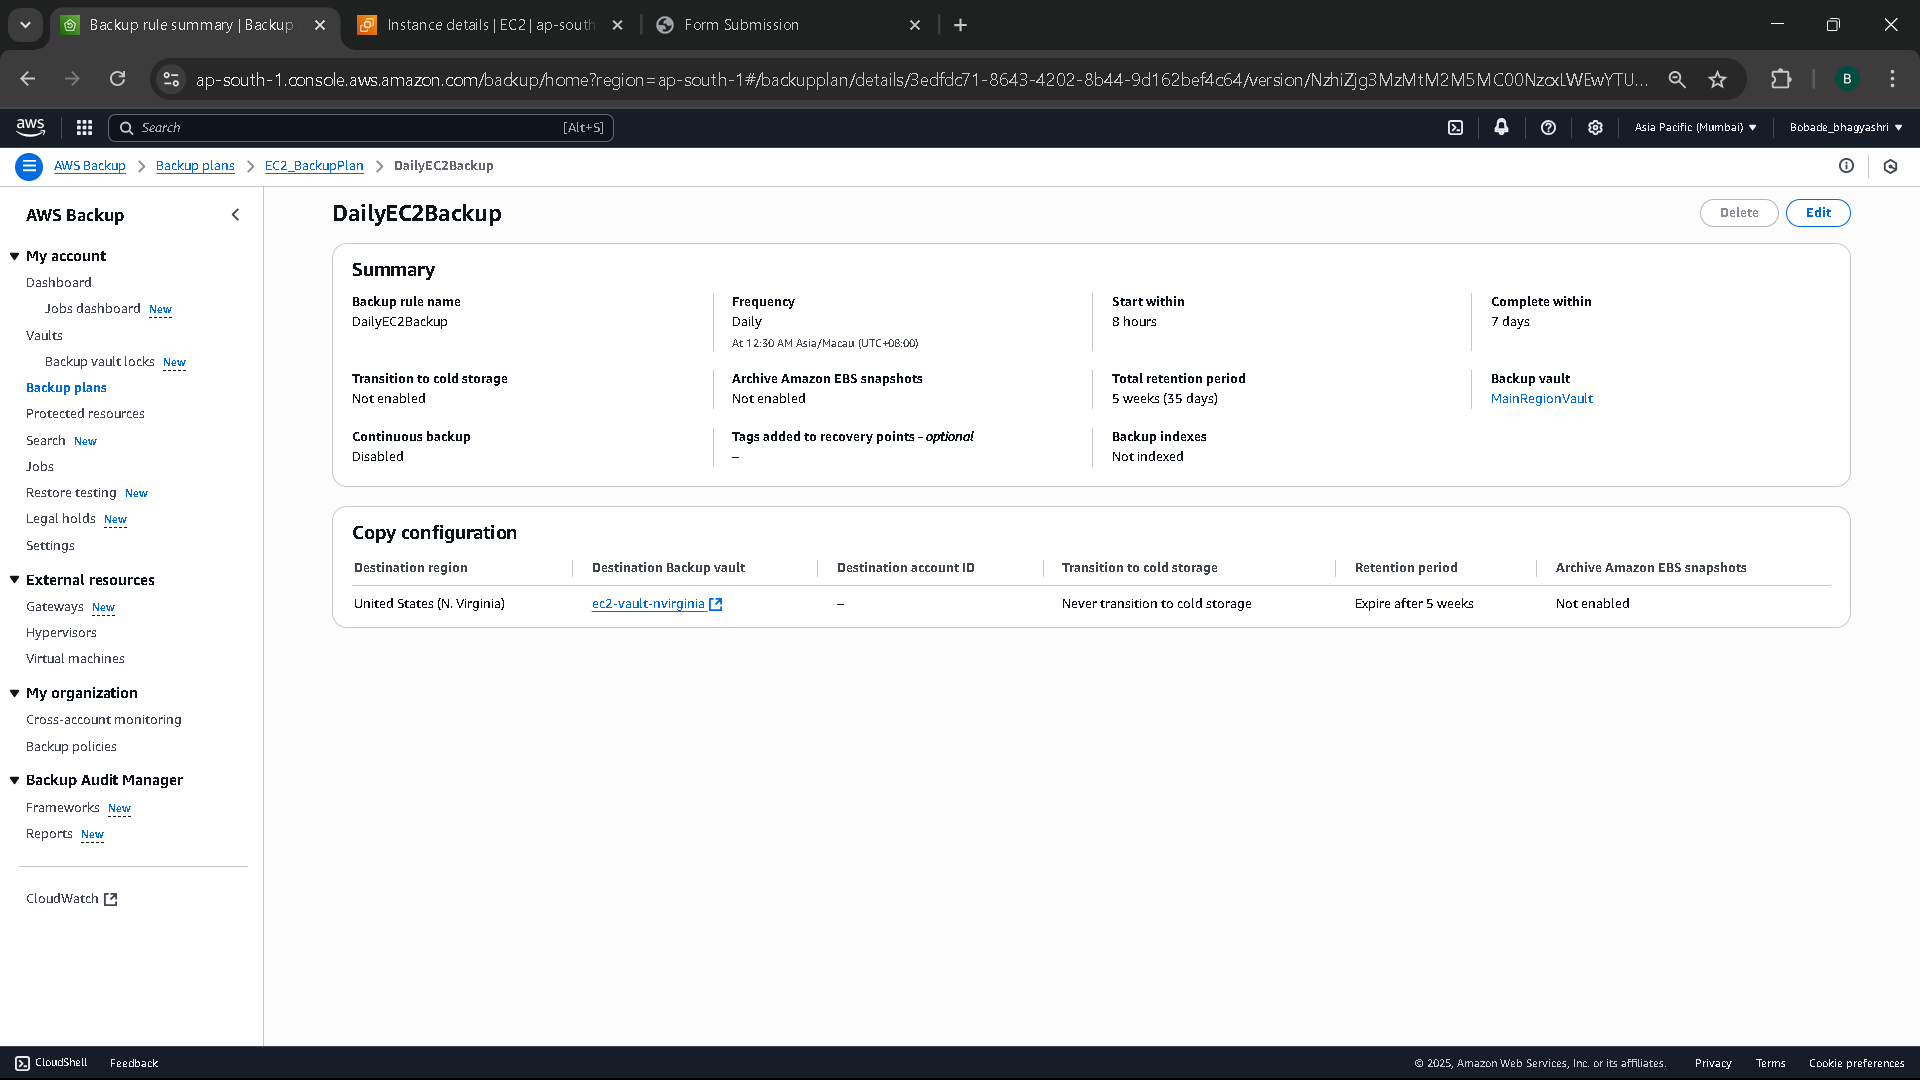 Backup rule summary | Backup
Instance details | EC2 | ap-south
Form Submission
ap-south-1.console.aws.amazon.com/backup/home?region=ap-south-1#/backupplan/details/3edfdc71-8643-4202-8b44-9d162bef4c64/version/NzhiZjg3MzMtM2M5MC00NzcxLWEwYTU...
B
aws
Search
[Alt+S]
Asia Pacific (Mumbai)
Bobade_bhagyashri
AWS Backup
Backup plans
EC2_BackupPlan
DailyEC2Backup
AWS Backup
My account
Dashboard
Jobs dashboard New
Vaults
Backup vault locks New
Backup plans
Protected resources
Search New
Jobs
Restore testing New
Legal holds New
Settings
External resources
Gateways New
Hypervisors
Virtual machines
My organization
Cross-account monitoring
Backup policies
Backup Audit Manager
Frameworks New
Reports New
CloudWatch
DailyEC2Backup
Delete
Edit
Summary
Backup rule name
DailyEC2Backup
Frequency
Daily
At 12:30 AM Asia/Macau (UTC+08:00)
Start within
8 hours
Complete within
7 days
Transition to cold storage
Not enabled
Archive Amazon EBS snapshots
Not enabled
Total retention period
5 weeks (35 days)
Backup vault
MainRegionVault
Continuous backup
Disabled
Tags added to recovery points - optional
–
Backup indexes
Not indexed
Copy configuration
Destination region Destination Backup vault Destination account ID Transition to cold storage Retention period Archive Amazon EBS snapshots
United States (N. Virginia) ec2-vault-nvirginia – Never transition to cold storage Expire after 5 weeks Not enabled
CloudShell
Feedback
© 2025, Amazon Web Services, Inc. or its affiliates.
Privacy
Terms
Cookie preferences